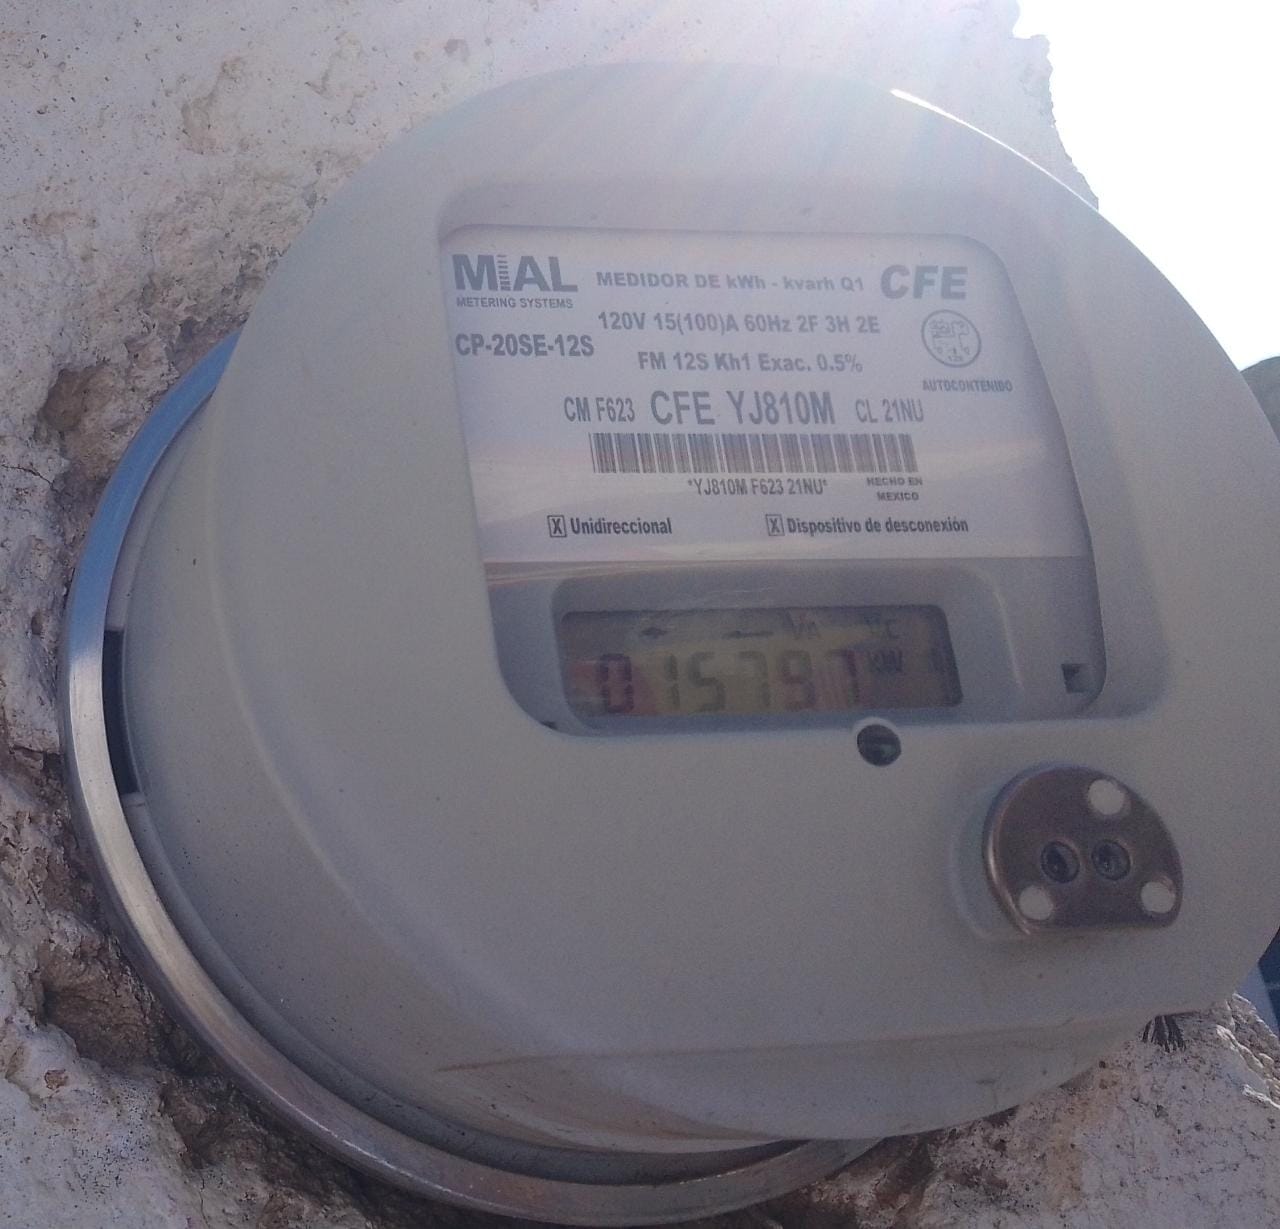 MIAL MEDIDOR DE kWh - kvarh Q1 CFE
METERING SYSTEMS
120V 15(100)A 60Hz 2F 3H 2E
CP-20SE-12S
FM 12S Kh1 Exac. 0.5%
AUTOCONTENIDO
CM F623 CFE YJ810M CL 21NU
*YJ810M F623 21NU*
HECHO EN
MEXICO
X Unidireccional X Dispositivo de desconexión
015797